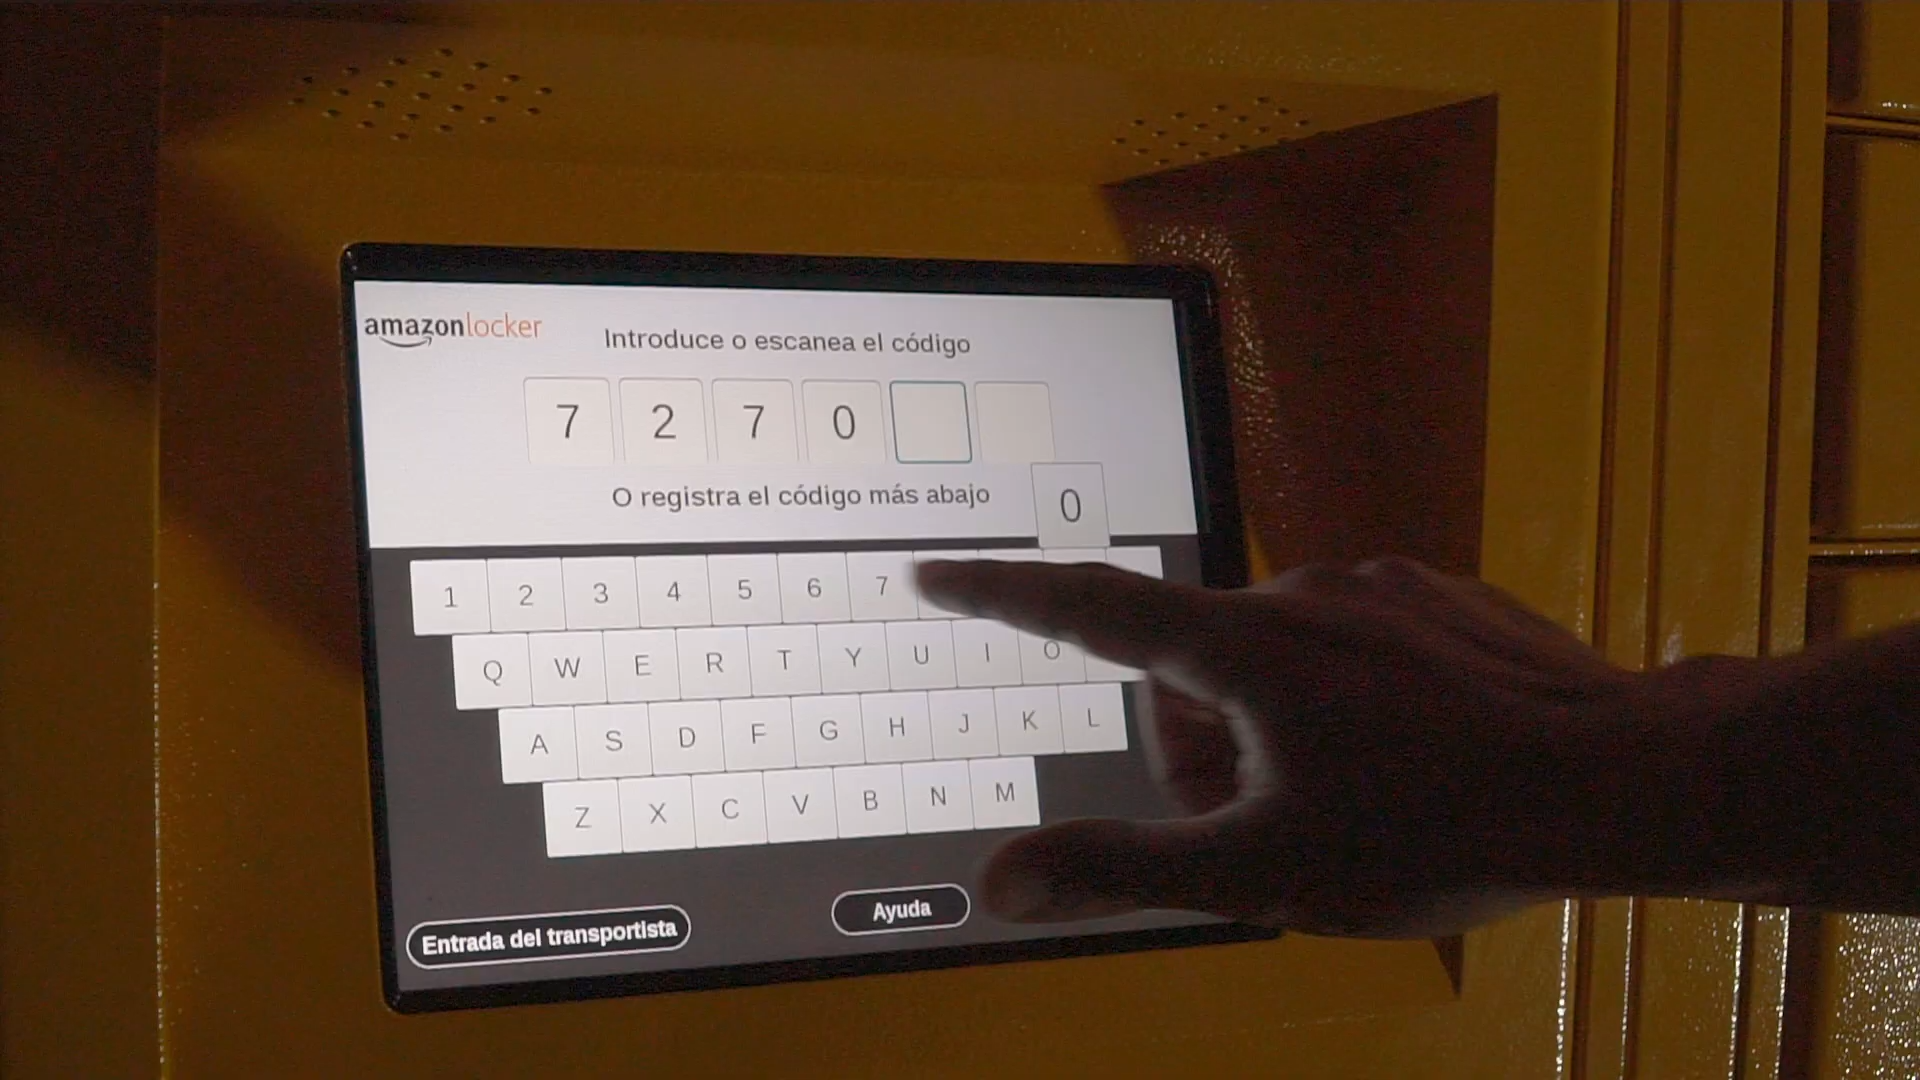 amazonlocker
Introduce o escanea el código
7 2 7 0
O registra el código más abajo
0
1 2 3 4 5 6 7
Q W E R T Y U I O
A S D F G H J K L
Z X C V B N M
Entrada del transportista
Ayuda